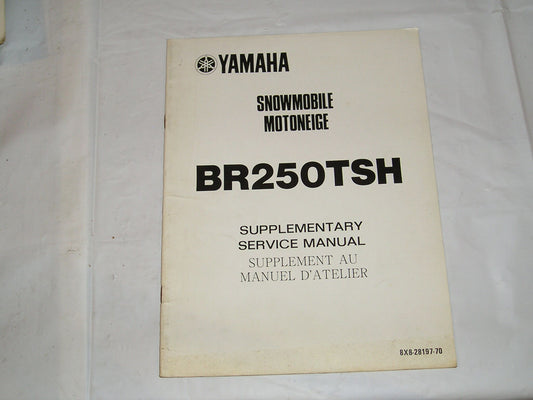 YAMAHA
SNOWMOBILE
MOTONEIGE
BR250TSH
SUPPLEMENTARY
SERVICE MANUAL
SUPPLEMENT AU
MANUEL D'ATELIER
8X8-28197-70